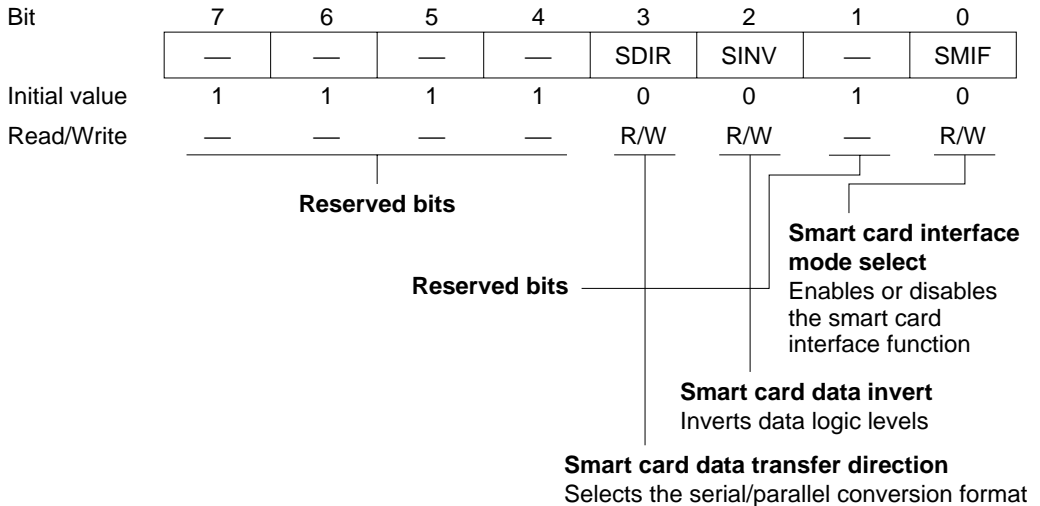 Bit 7 6 5 4 3 2 1 0
— — — — SDIR SINV — SMIF
Initial value 1 1 1 1 0 0 1 0
Read/Write — — — — R/W R/W — R/W
Reserved bits
Smart card interface
mode select
Enables or disables
the smart card
interface function
Reserved bits
Smart card data invert
Inverts data logic levels
Smart card data transfer direction
Selects the serial/parallel conversion format